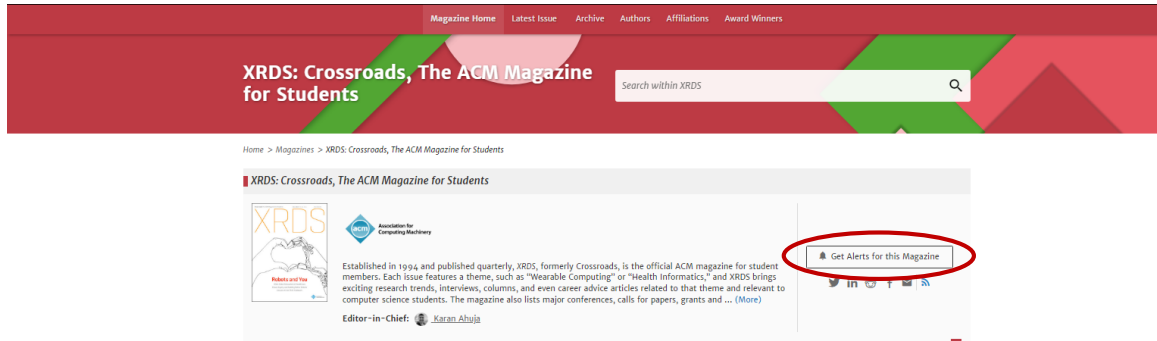 Magazine Home Latest Issue Archive Authors Affiliations Award Winners
XRDS: Crossroads, The ACM Magazine
for Students
Search within XRDS
Home > Magazines > XRDS: Crossroads, The ACM Magazine for Students
XRDS: Crossroads, The ACM Magazine for Students
XRDS
Robots and You
acm
Association for
Computing Machinery
Established in 1994 and published quarterly, XRDS, formerly Crossroads, is the official ACM magazine for student
members. Each issue features a theme, such as "Wearable Computing" or "Health Informatics," and XRDS brings
exciting research trends, interviews, columns, and even career advice articles related to that theme and relevant to
computer science students. The magazine also lists major conferences, calls for papers, grants and ... (More)
Editor-in-Chief: Karan Ahuja
Get Alerts for this Magazine